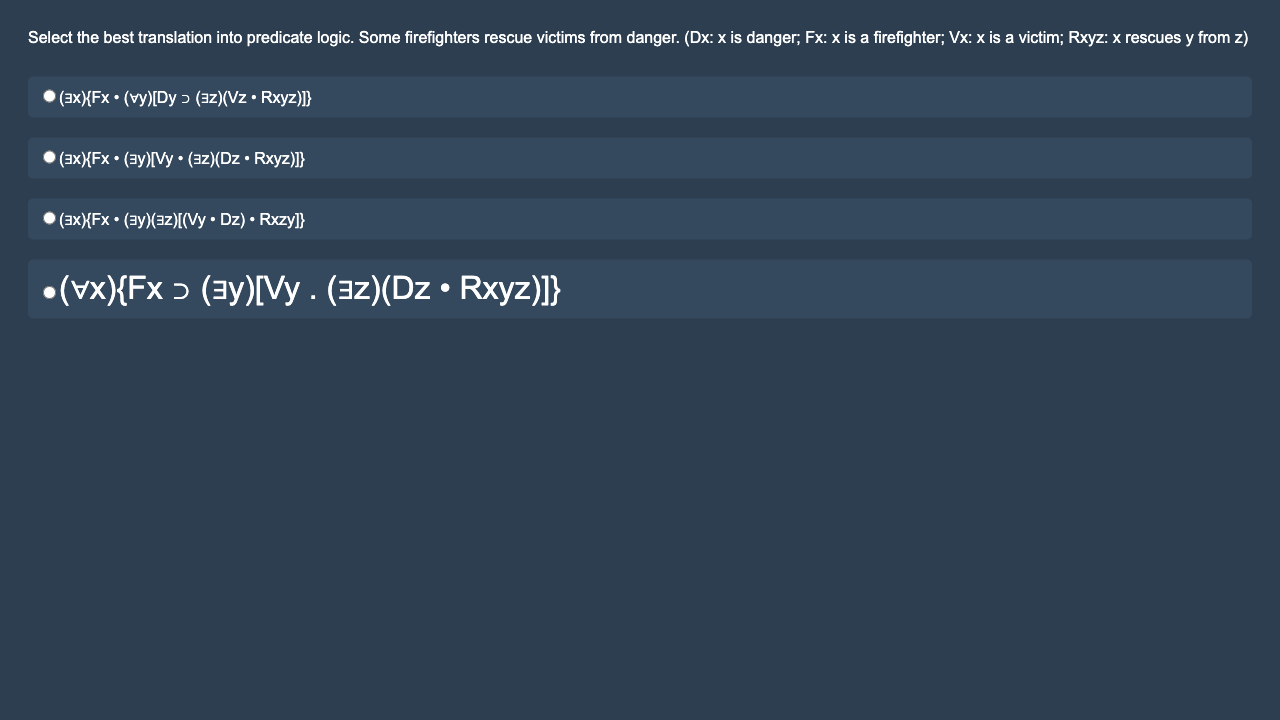 Select the best translation into predicate logic. Some firefighters rescue victims from danger. (Dx: x is danger; Fx: x is a firefighter; Vx: x is a victim; Rxyz: x rescues y from z)
(∃x){Fx • (∀y)[Dy ⊃ (∃z)(Vz • Rxyz)]}
(∃x){Fx • (∃y)[Vy • (∃z)(Dz • Rxyz)]}
(∃x){Fx • (∃y)(∃z)[(Vy • Dz) • Rxzy]}
(∀x){Fx ⊃ (∃y)[Vy . (∃z)(Dz • Rxyz)]}